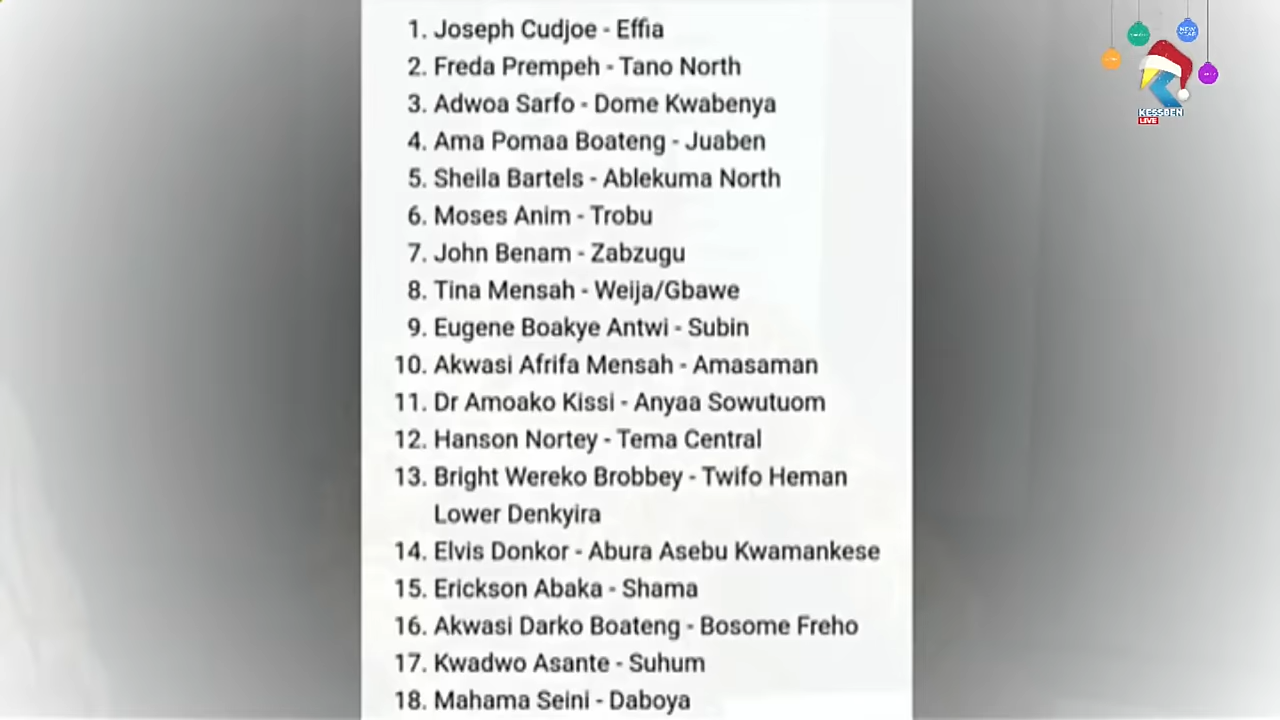 1. Joseph Cudjoe - Effia
2. Freda Prempeh - Tano North
3. Adwoa Sarfo - Dome Kwabenya
4. Ama Pomaa Boateng - Juaben
5. Sheila Bartels - Ablekuma North
6. Moses Anim - Trobu
7. John Benam - Zabzugu
8. Tina Mensah - Weija/Gbawe
9. Eugene Boakye Antwi - Subin
10. Akwasi Afrifa Mensah - Amasaman
11. Dr Amoako Kissi - Anyaa Sowutuom
12. Hanson Nortey - Tema Central
13. Bright Wereko Brobbey - Twifo Heman
Lower Denkyira
14. Elvis Donkor - Abura Asebu Kwamankese
15. Erickson Abaka - Shama
16. Akwasi Darko Boateng - Bosome Freho
17. Kwadwo Asante - Suhum
18. Mahama Seini - Daboya
NEW
YEAR
KESSBEN
LIVE